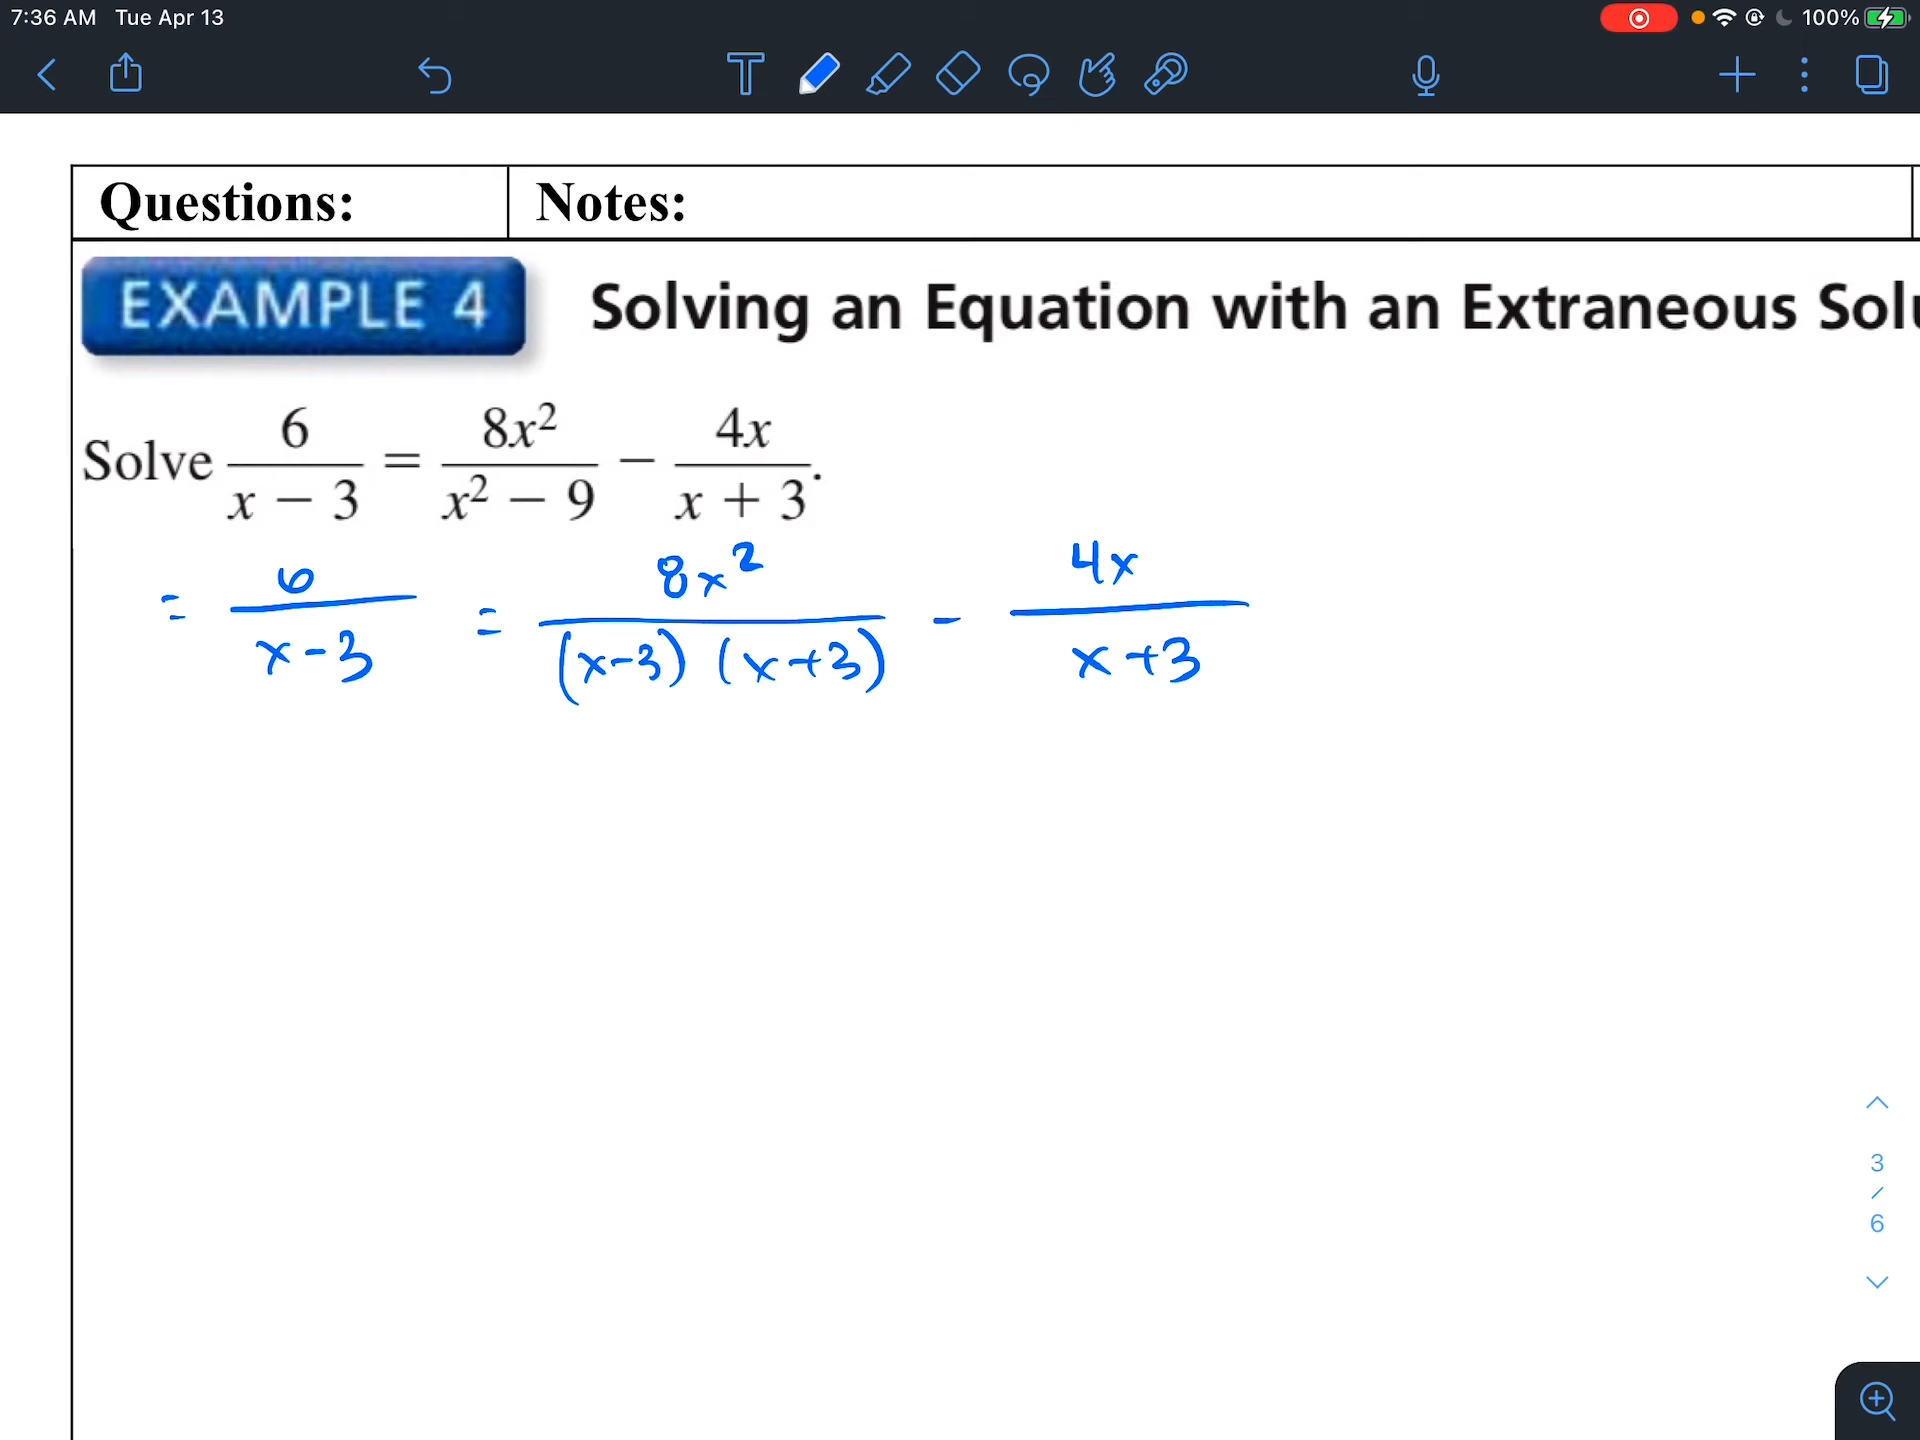 7:36 AM Tue Apr 13 100%
Questions: Notes:
EXAMPLE 4 Solving an Equation with an Extraneous Solu
Solve 6/(x − 3) = 8x²/(x² − 9) − 4x/(x + 3).
= 6/(x-3) = 8x²/((x-3)(x+3)) - 4x/(x+3)
3
/
6